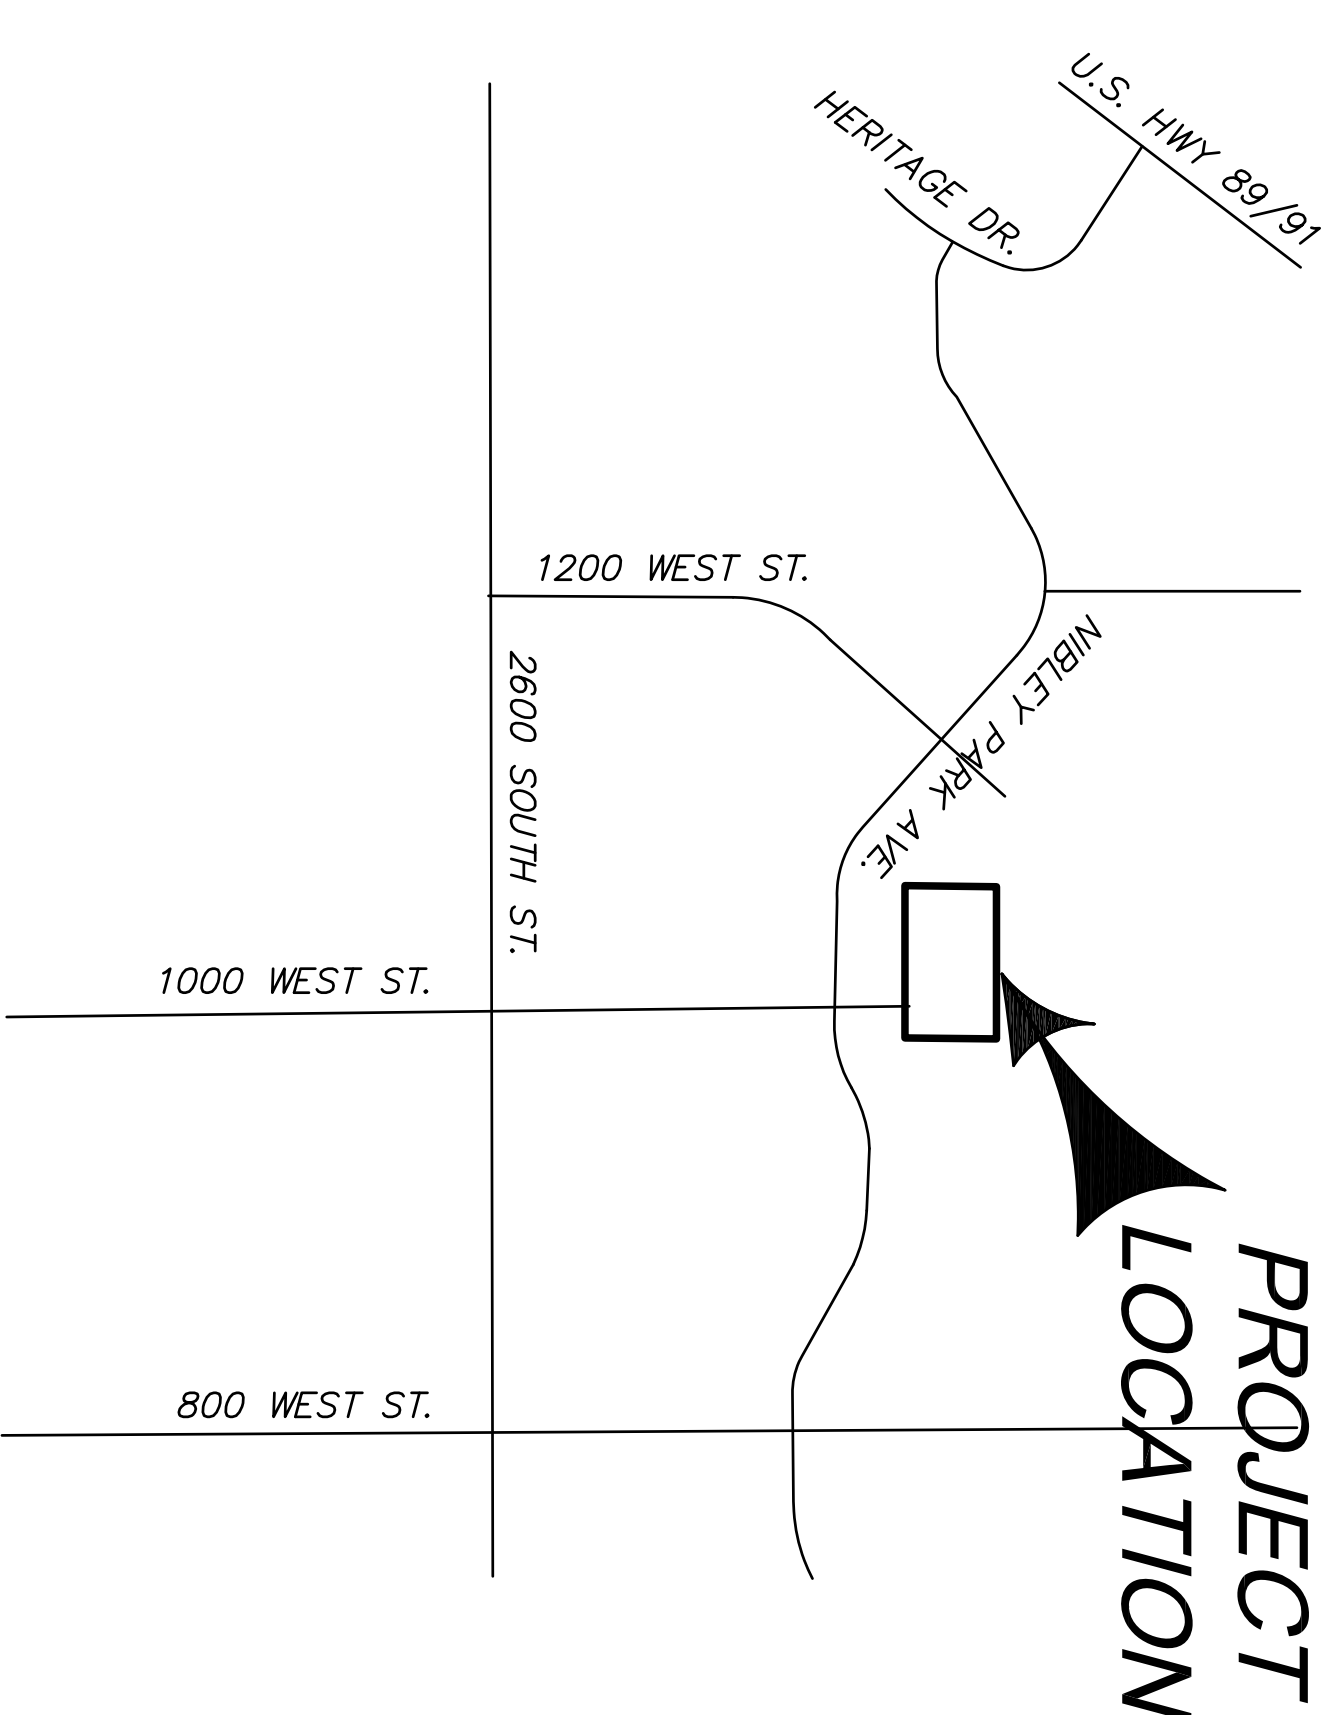 U.S. HWY 89/91
HERITAGE DR.
1200 WEST ST.
NIBLEY PARK AVE.
2600 SOUTH ST.
1000 WEST ST.
PROJECT
LOCATION
800 WEST ST.